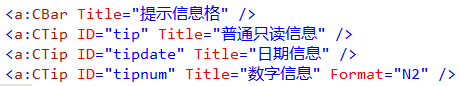 <a:CBar Title="提示信息格" />
<a:CTip ID="tip" Title="普通只读信息" />
<a:CTip ID="tipdate" Title="日期信息" />
<a:CTip ID="tipnum" Title="数字信息" Format="N2" />